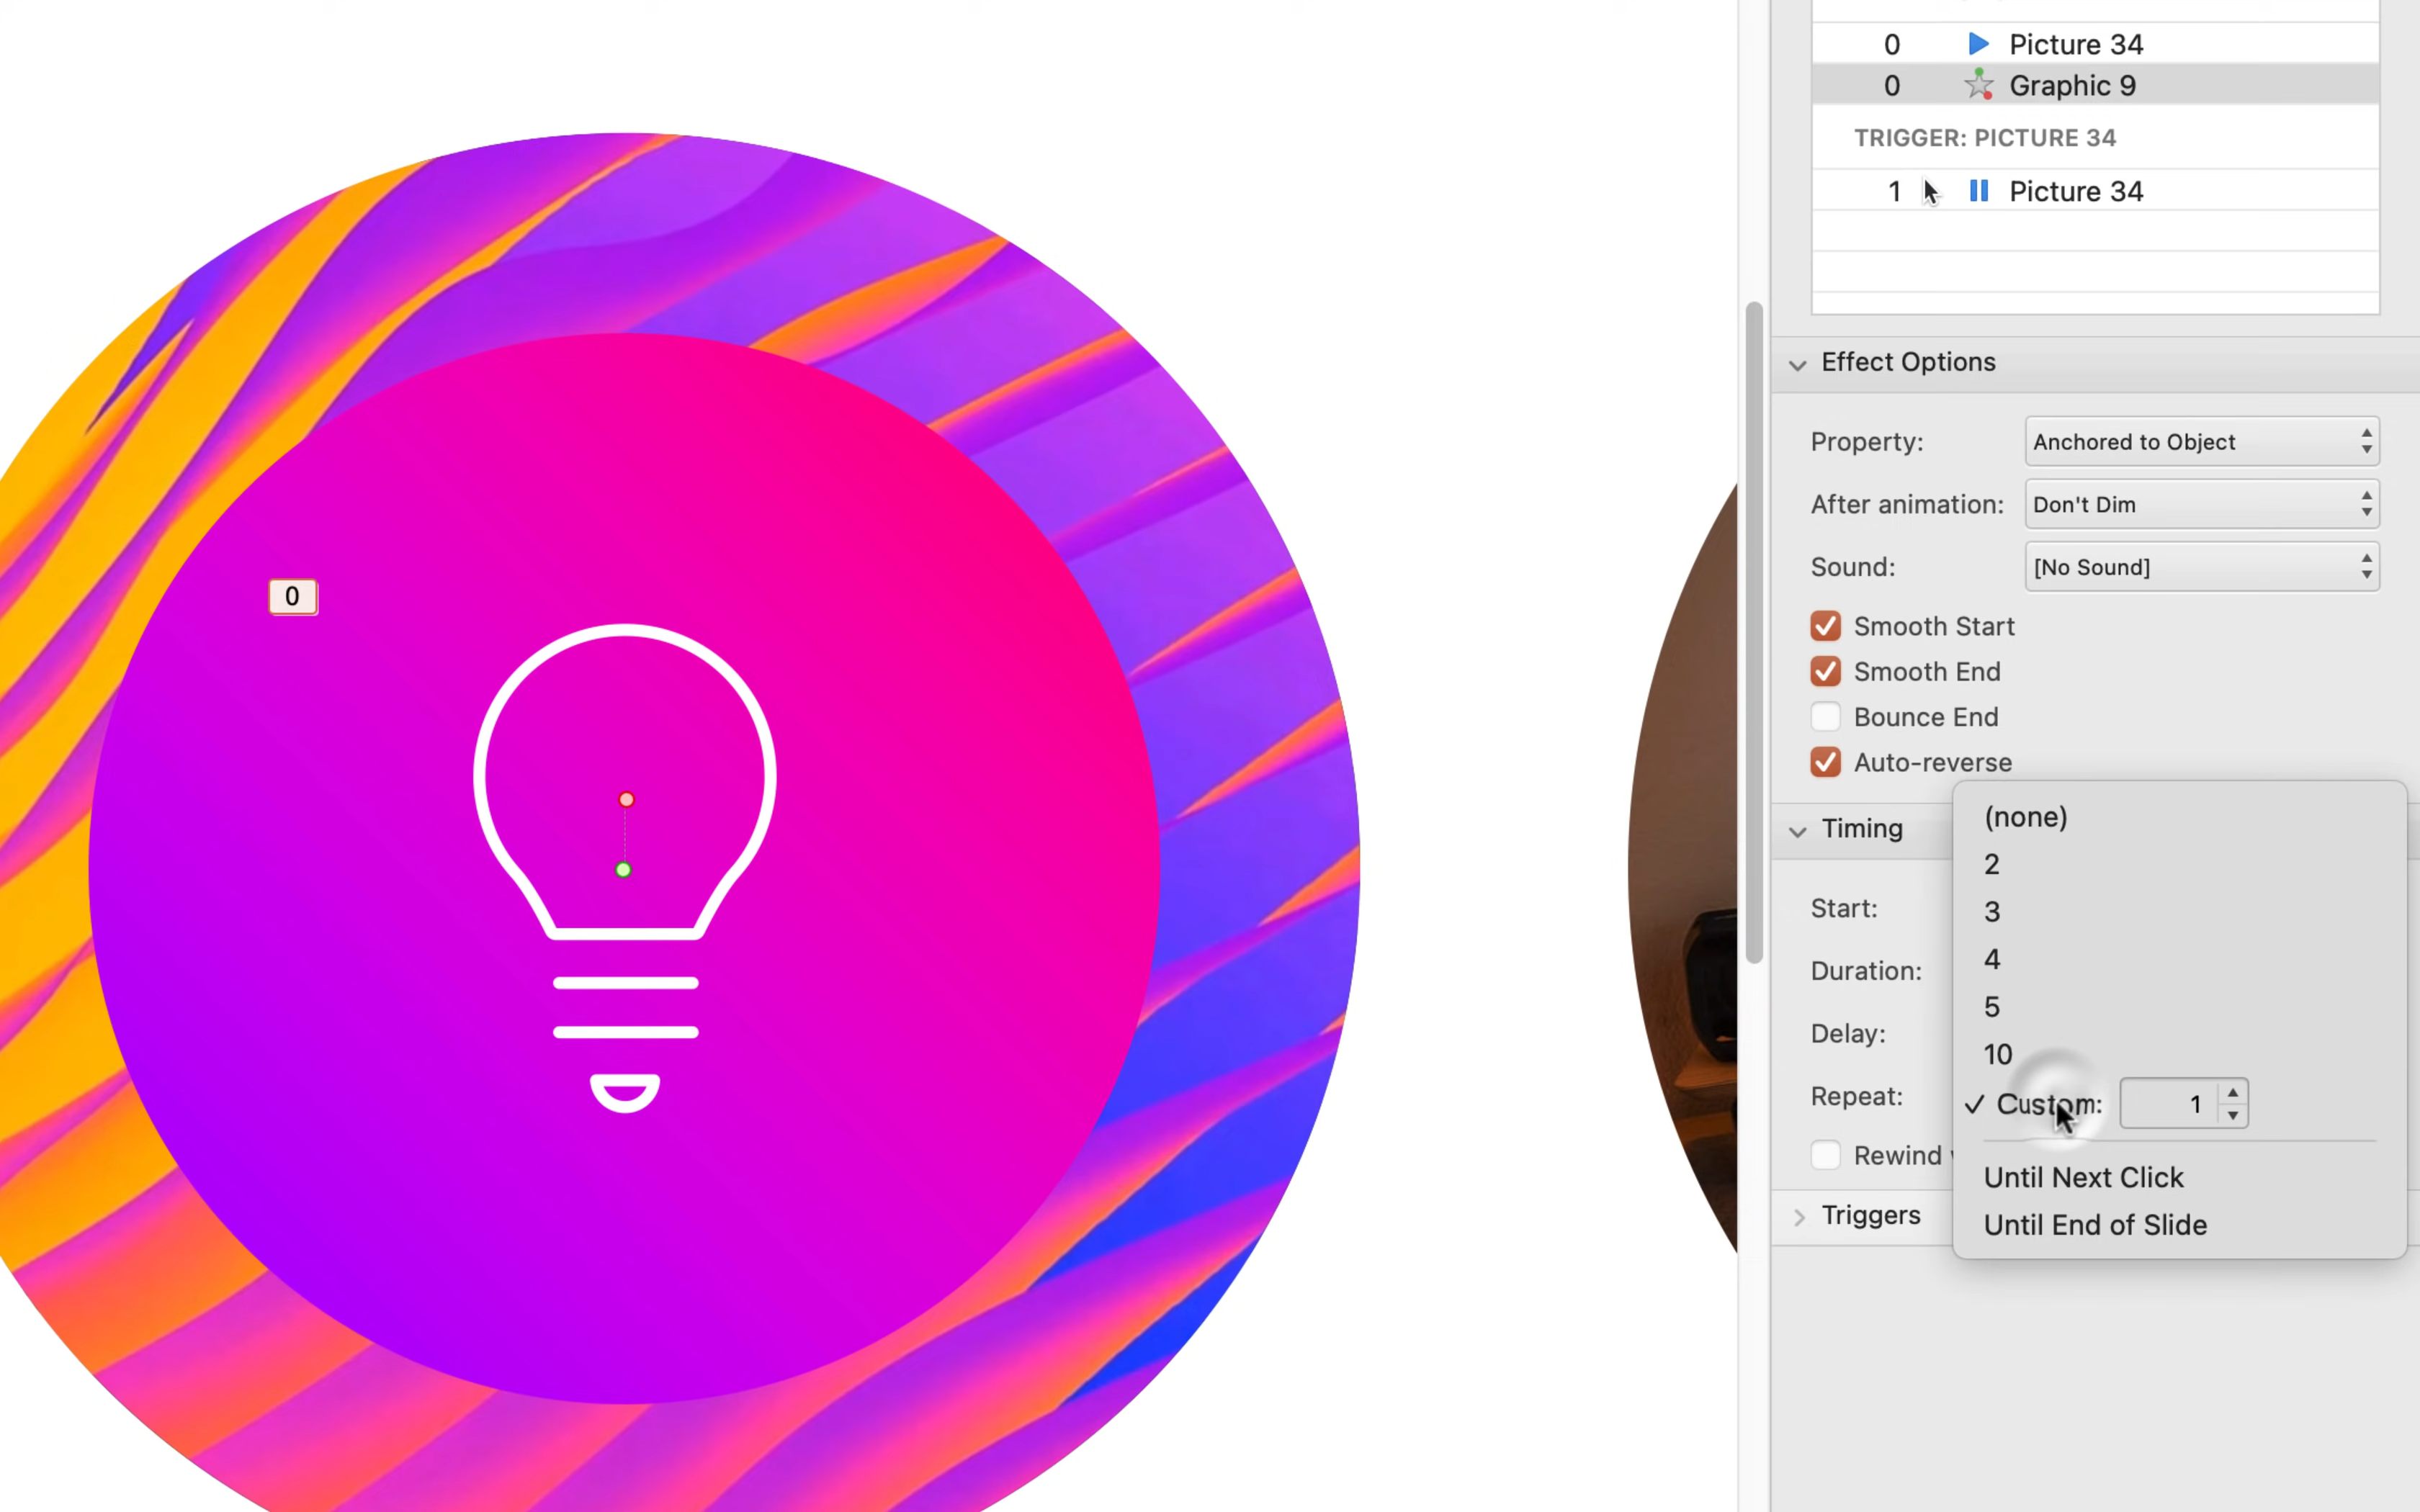 0 Picture 34
0 Graphic 9
TRIGGER: PICTURE 34
1 Picture 34
Effect Options
Property: Anchored to Object
After animation: Don't Dim
Sound: [No Sound]
Smooth Start
Smooth End
Bounce End
Auto-reverse
0
Timing
Start:
Duration:
Delay:
Repeat:
Rewind
Triggers
(none)
2
3
4
5
10
Custom: 1
Until Next Click
Until End of Slide